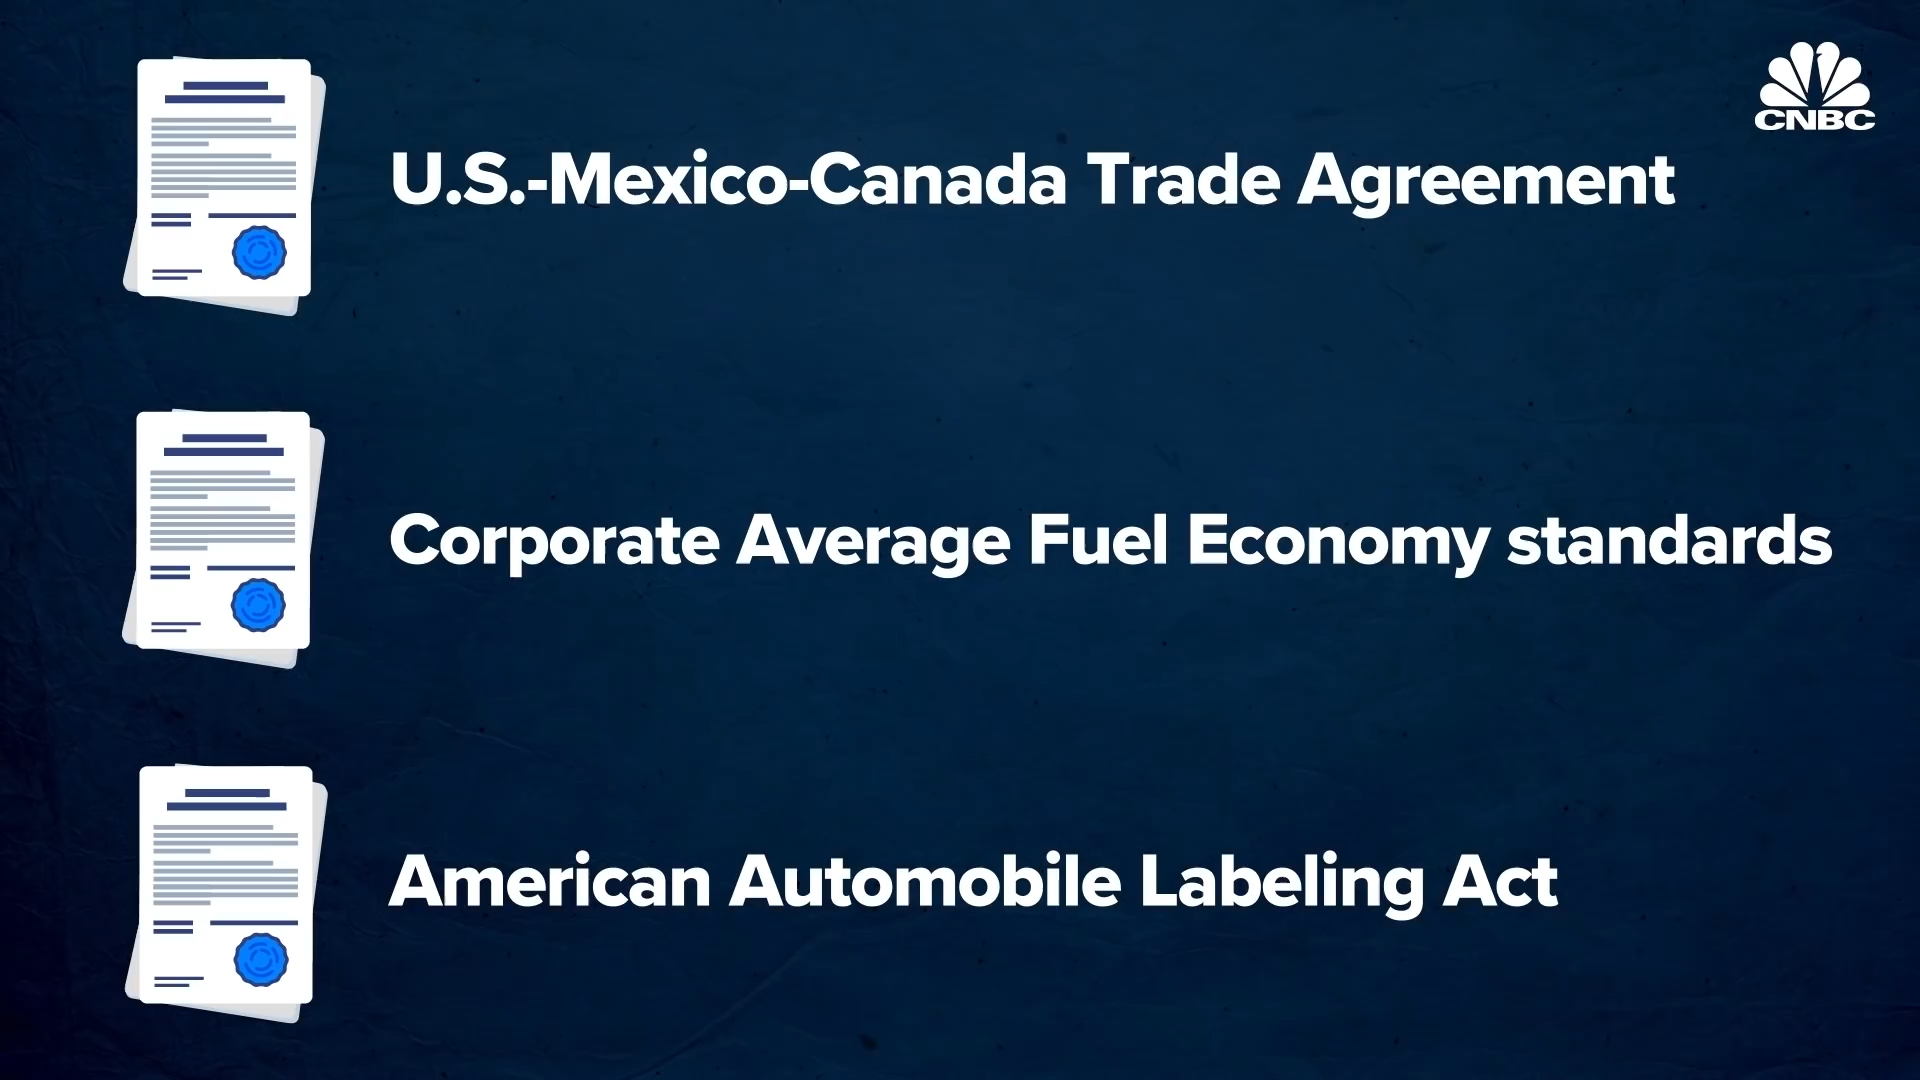 CNBC
U.S.-Mexico-Canada Trade Agreement
Corporate Average Fuel Economy standards
American Automobile Labeling Act